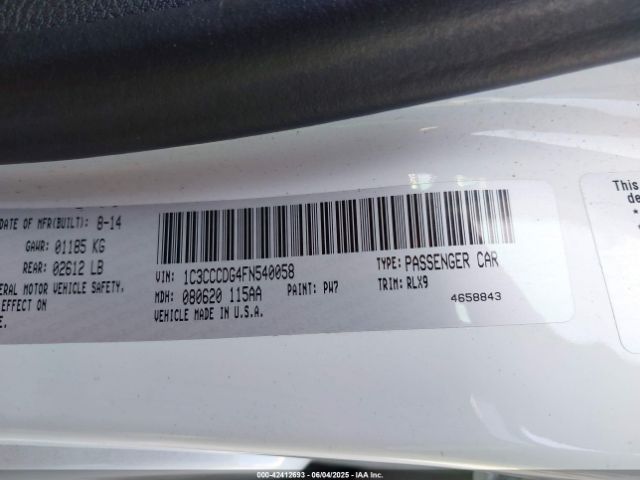 DATE OF MFR(BUILT): 8-14
GAWR: 01185 KG
REAR: 02612 LB
ERAL MOTOR VEHICLE SAFETY.
EFFECT ON
E.
VIN: 1C3CCCDG4FN540058
TYPE: PASSENGER CAR
MDH: 080620 115AA
PAINT: PW7
TRIM: RLX9
VEHICLE MADE IN U.S.A.
4658843
This
de
000-42412693 - 06/04/2025 - IAA Inc.